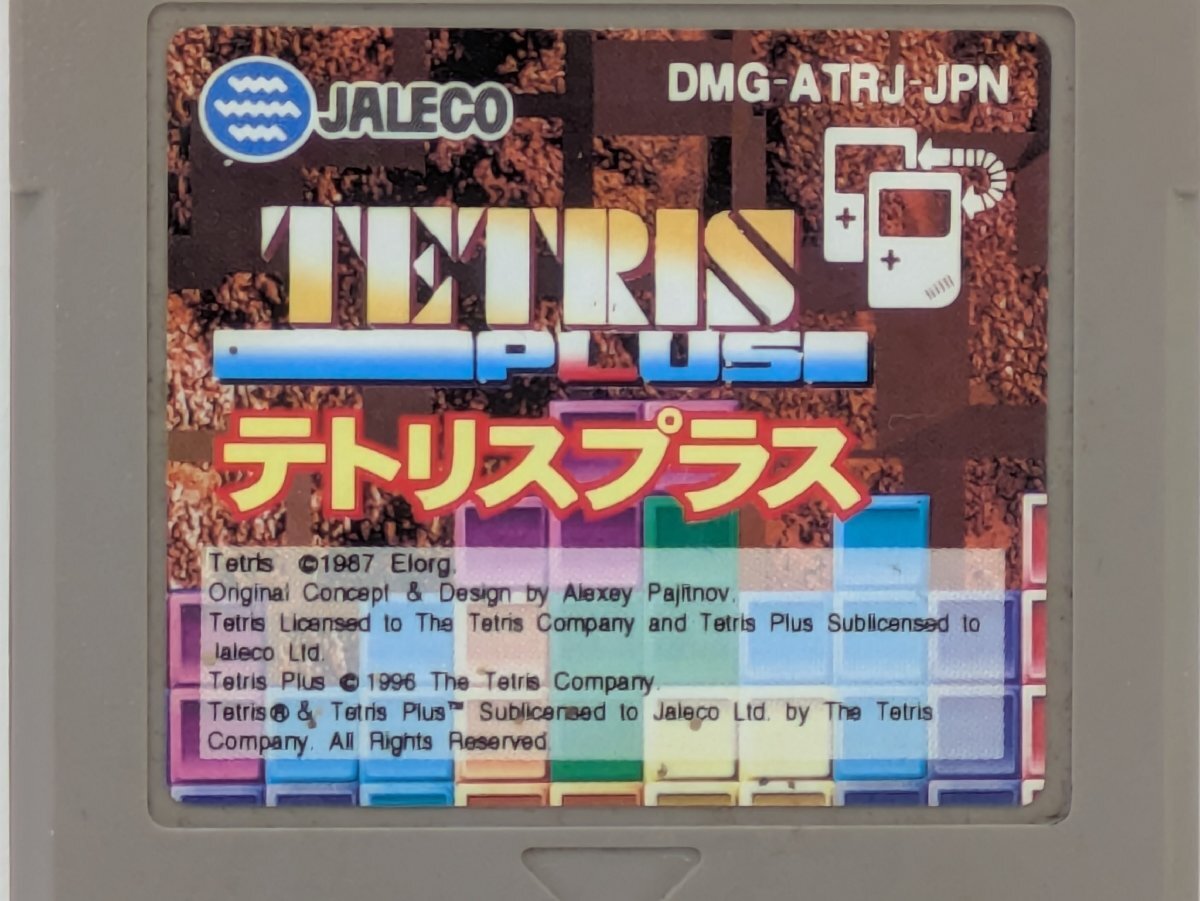 JALECO
DMG-ATRJ-JPN
TETRIS
PLUS
テトリスプラス
Tetris ©1987 Elorg.
Original Concept & Design by Alexey Pajitnov.
Tetris Licensed to The Tetris Company and Tetris Plus Sublicensed to
Jaleco Ltd.
Tetris Plus © 1996 The Tetris Company.
Tetris® & Tetris Plus™ Sublicensed to Jaleco Ltd. by The Tetris
Company. All Rights Reserved.